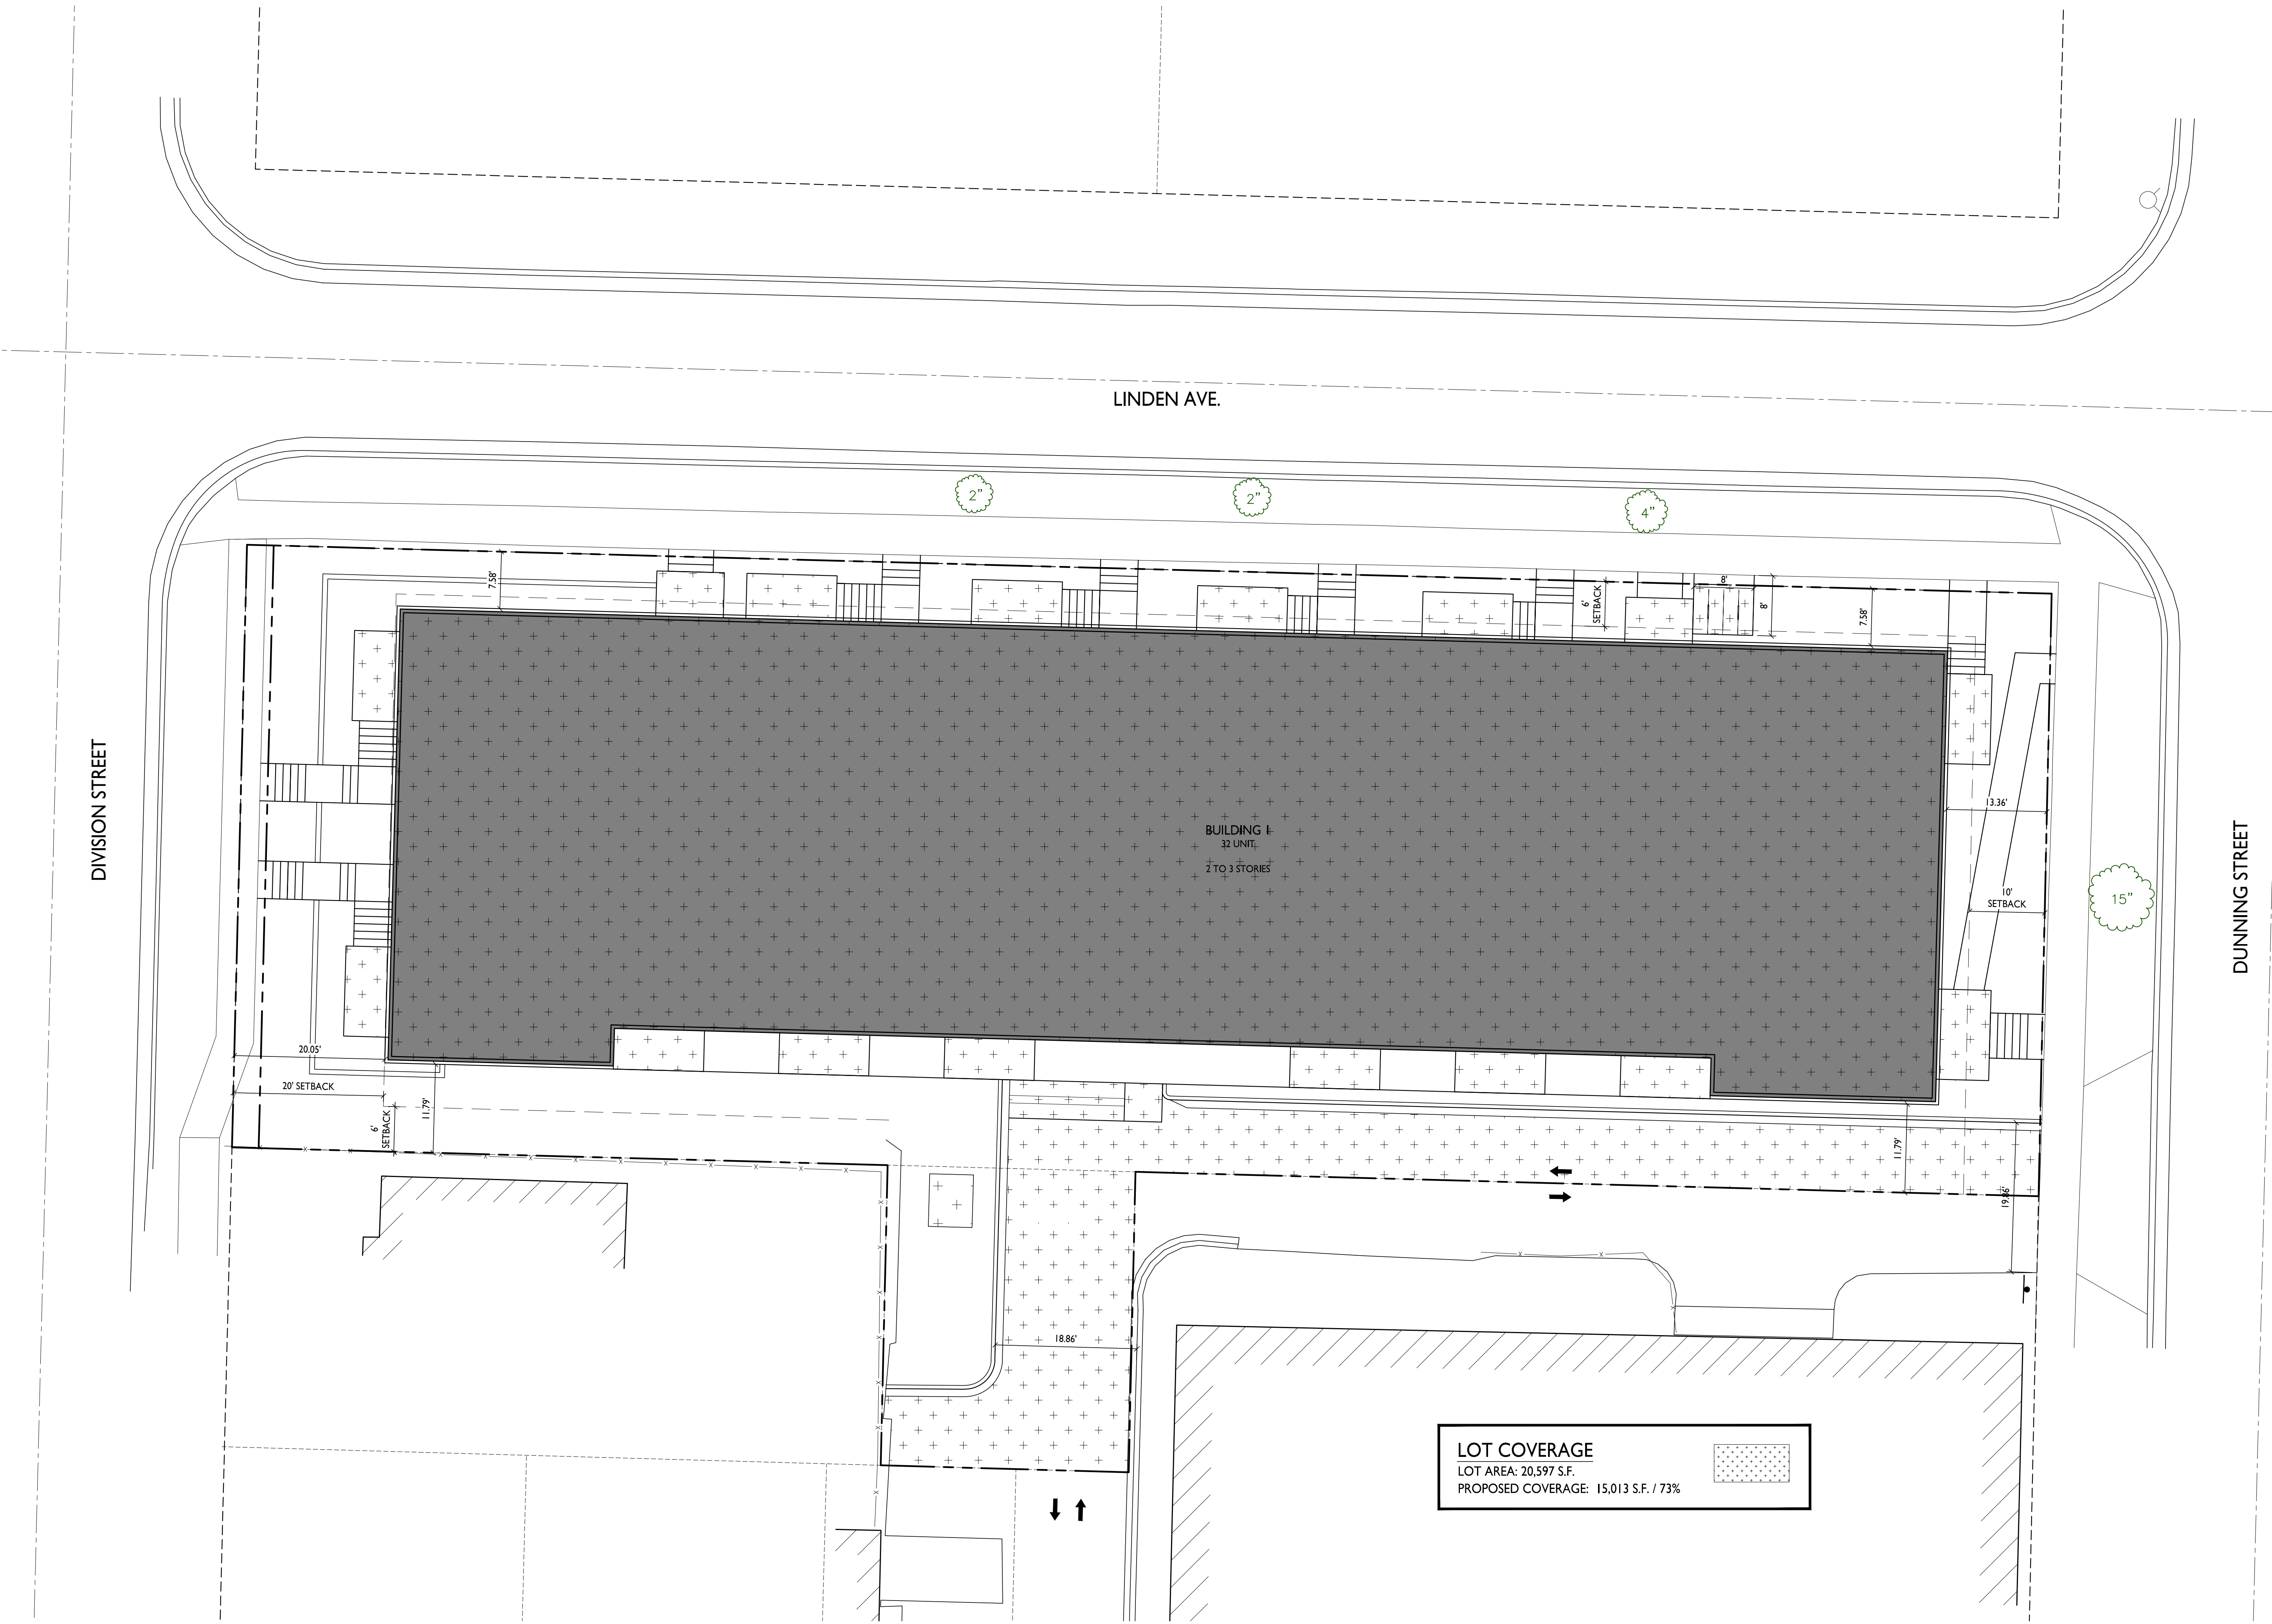 LINDEN AVE.
2"
2"
4"
7.58'
6'
SETBACK
8'
8'
7.58'
DIVISION STREET
DUNNING STREET
13.36'
BUILDING 1
32 UNIT
2 TO 3 STORIES
10'
SETBACK
15"
20.05'
20' SETBACK
6'
SETBACK
11.79'
11.79'
19.86'
18.86'
LOT COVERAGE
LOT AREA: 20,597 S.F.
PROPOSED COVERAGE: 15,013 S.F. / 73%